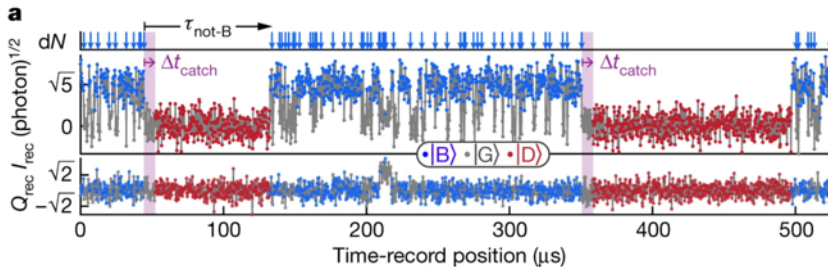 a
τnot-B
dN
Δtcatch Δtcatch
Irec (photon)1/2
√5
0
|B⟩ |G⟩ |D⟩
Qrec
√2
−√2
0 100 200 300 400 500
Time-record position (μs)